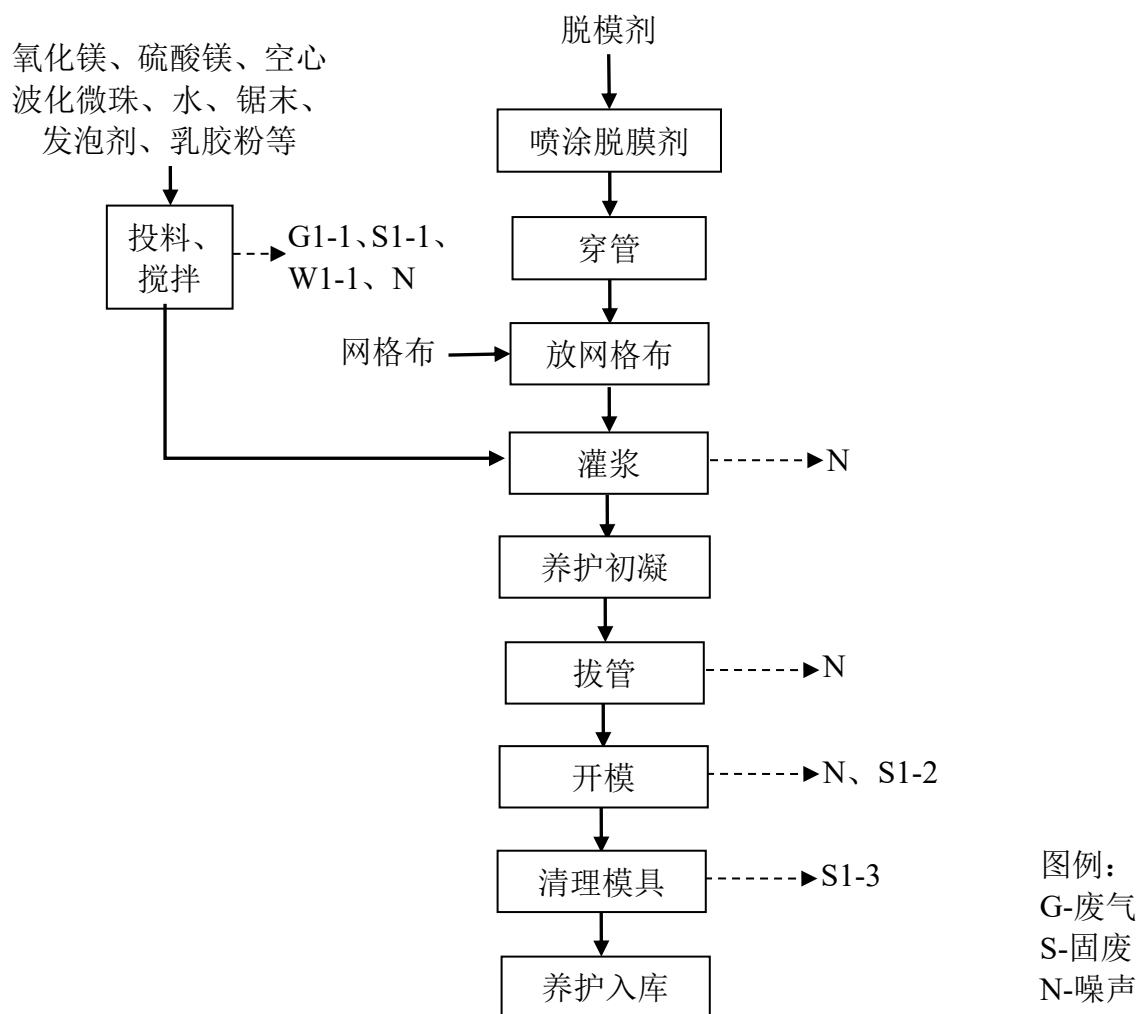 脱模剂
氧化镁、硫酸镁、空心
波化微珠、水、锯末、
发泡剂、乳胶粉等
喷涂脱膜剂
投料、
搅拌
G1-1、S1-1、
W1-1、N
穿管
网格布
放网格布
灌浆
N
养护初凝
拔管
N
开模
N、S1-2
清理模具
S1-3
养护入库
图例：
G-废气
S-固废
N-噪声